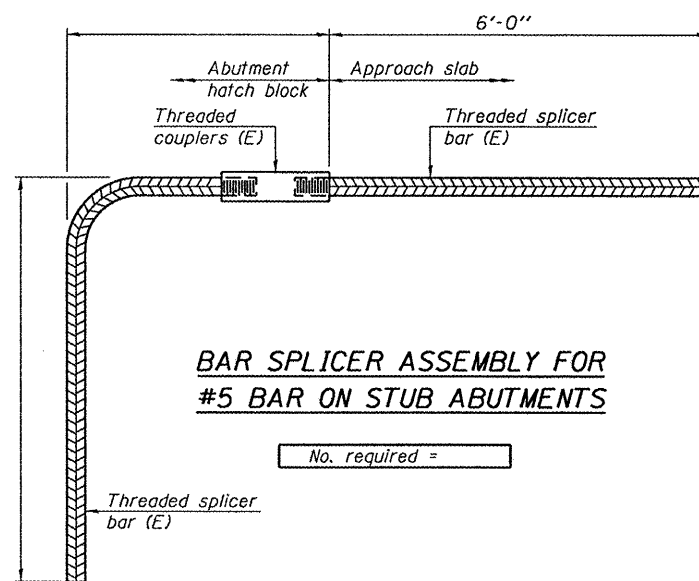 6'-0"
Abutment
hatch block
Approach slab
Threaded
couplers (E)
Threaded splicer
bar (E)
BAR SPLICER ASSEMBLY FOR
#5 BAR ON STUB ABUTMENTS
No. required =
Threaded splicer
bar (E)